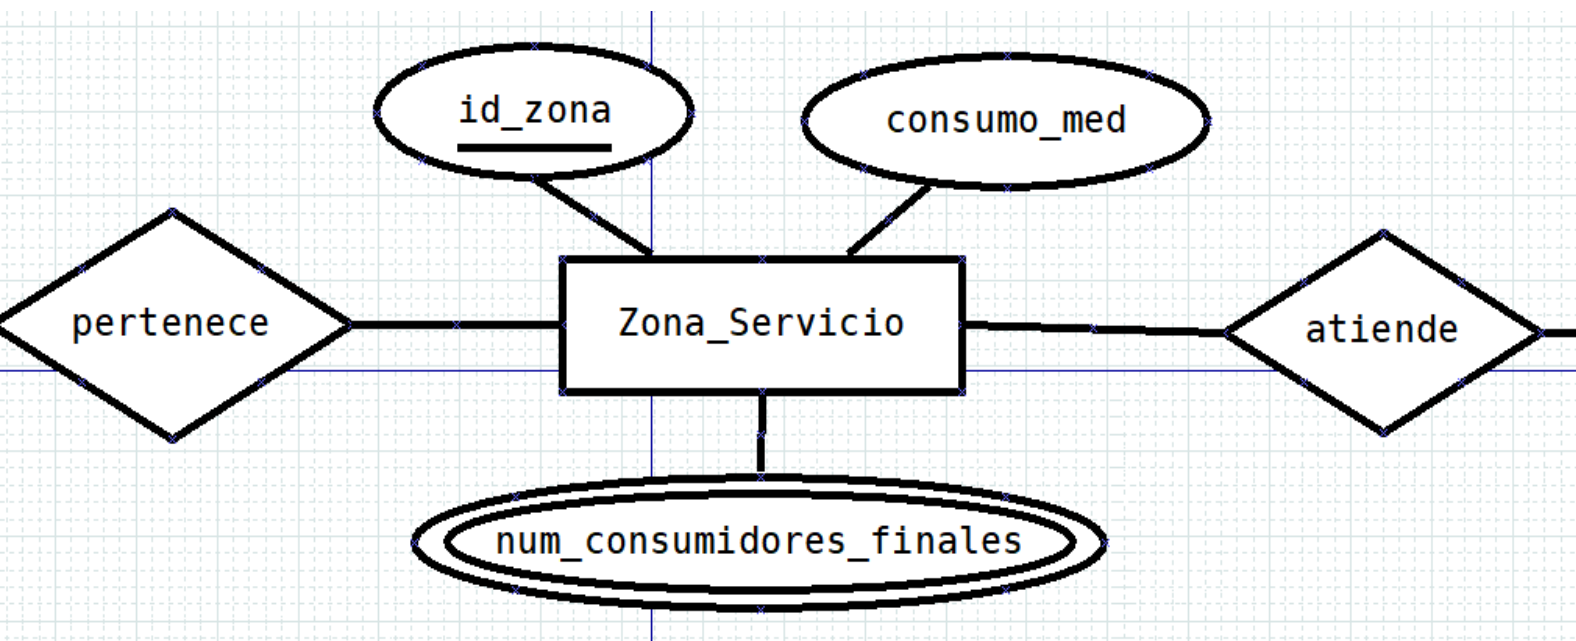 id_zona
consumo_med
pertenece
Zona_Servicio
atiende
num_consumidores_finales